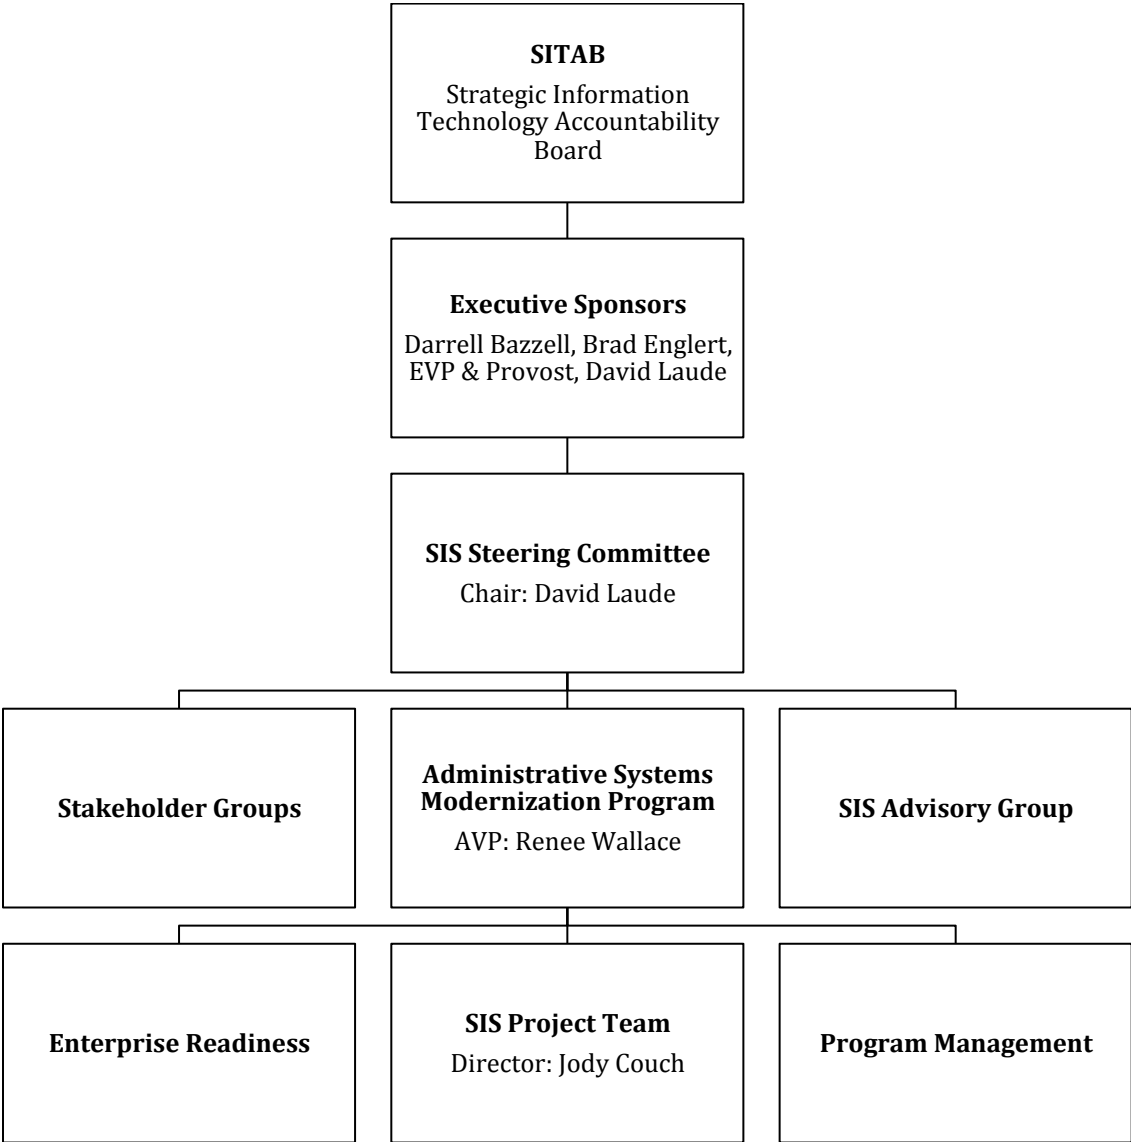 SITAB
Strategic Information
Technology Accountability
Board
Executive Sponsors
Darrell Bazzell, Brad Englert,
EVP & Provost, David Laude
SIS Steering Committee
Chair: David Laude
Stakeholder Groups
Administrative Systems
Modernization Program
AVP: Renee Wallace
SIS Advisory Group
Enterprise Readiness
SIS Project Team
Director: Jody Couch
Program Management